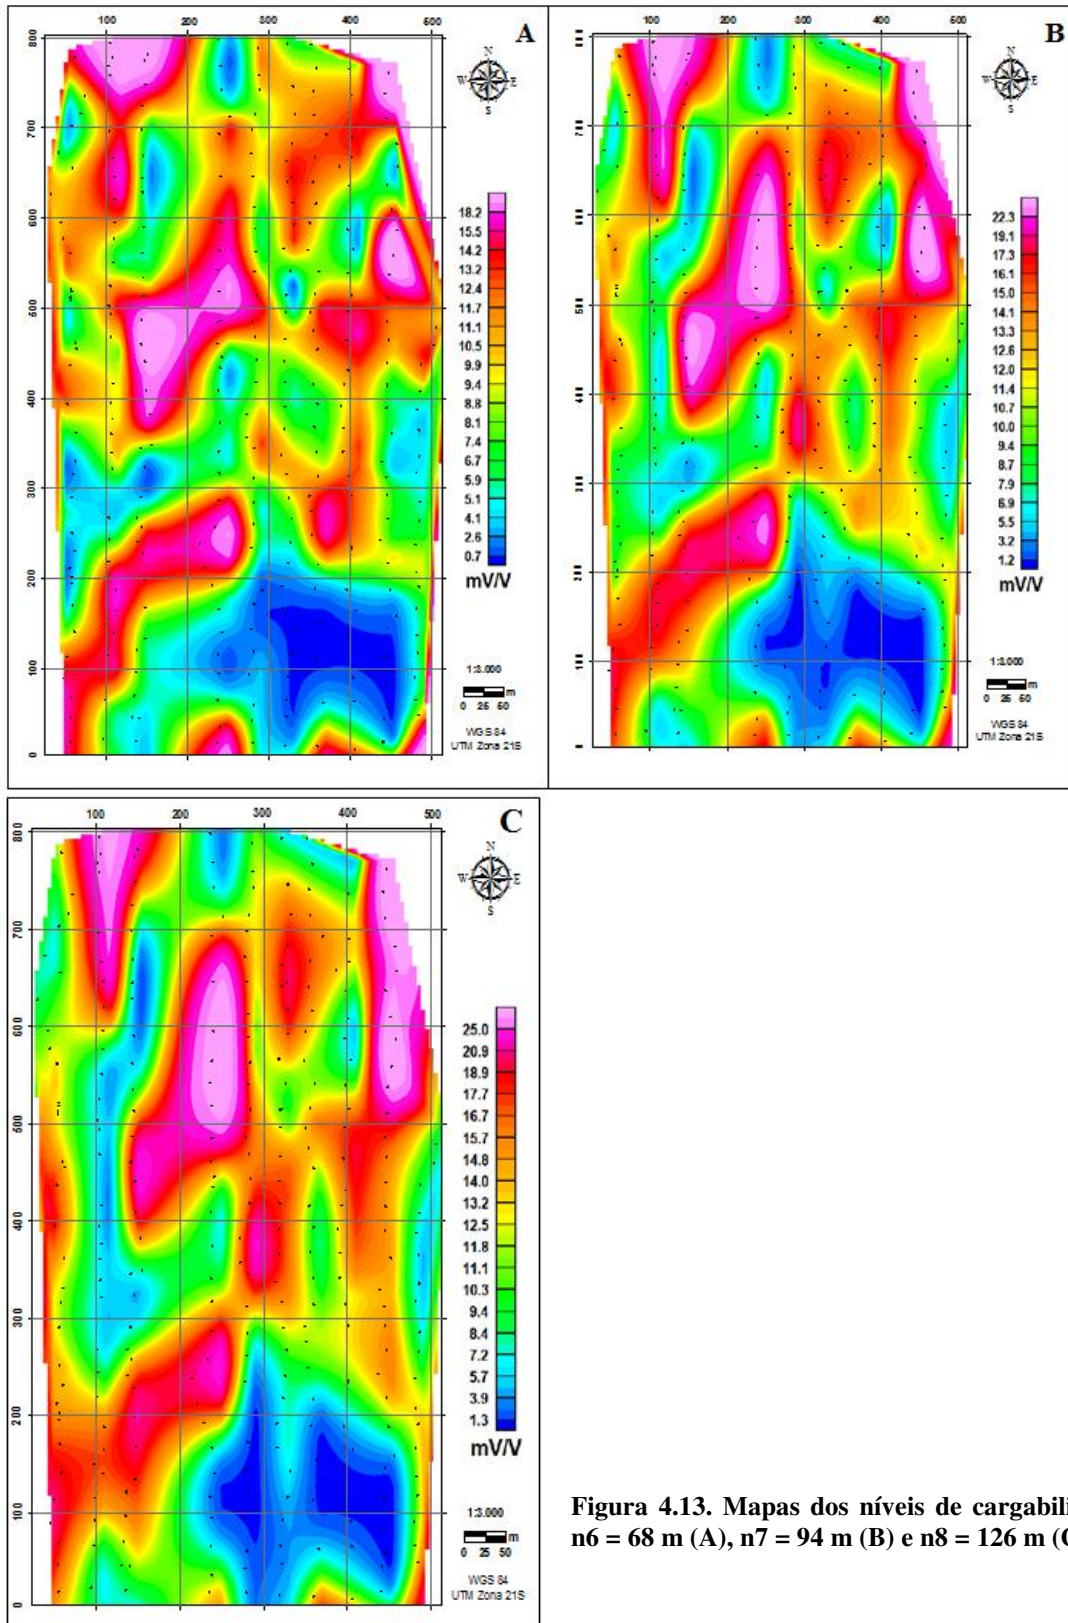 100 200 300 400 500
A
N
W E
S
800
700
600
500
400
300
200
100
0
18.2
15.5
14.2
13.2
12.4
11.7
11.1
10.5
9.9
9.4
8.8
8.1
7.4
6.7
5.9
5.1
4.1
2.6
0.7
mV/V
1:3.000
0 25 50 m
WGS 84
UTM Zona 21S
100 200 300 400 500
B
N
W E
S
22.3
19.1
17.3
16.1
15.0
14.1
13.3
12.6
12.0
11.4
10.7
10.0
9.4
8.7
7.9
6.9
5.5
3.2
1.2
mV/V
1:3.000
0 25 50 m
WGS 84
UTM Zona 21S
100 200 300 400 500
C
N
W E
S
800
700
600
500
400
300
200
100
0
25.0
20.9
18.9
17.7
16.7
15.7
14.8
14.0
13.2
12.5
11.8
10.3
9.4
8.4
7.2
5.7
3.9
1.3
mV/V
1:3.000
0 25 50 m
WGS 84
UTM Zona 21S
Figura 4.13. Mapas dos níveis de cargabili
n6 = 68 m (A), n7 = 94 m (B) e n8 = 126 m (C